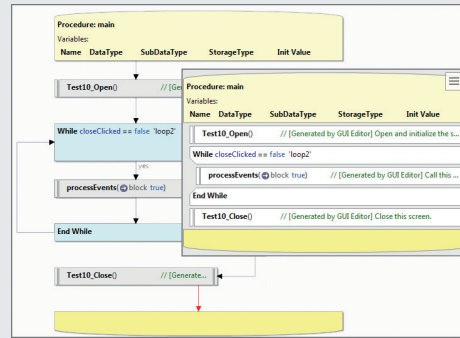 Procedure: main
Variables:
Name DataType SubDataType StorageType Init Value
Test10_Open() // [Gener
While closeClicked == false 'loop2'
yes
processEvents( block true)
End While
Test10_Close() // [Generate...
Procedure: main
Variables:
Name DataType SubDataType StorageType Init Value
Test10_Open() // [Generated by GUI Editor] Open and initialize the s...
While closeClicked == false 'loop2'
processEvents( block true) // [Generated by GUI Editor] Call this ...
End While
Test10_Close() // [Generated by GUI Editor] Close this screen.